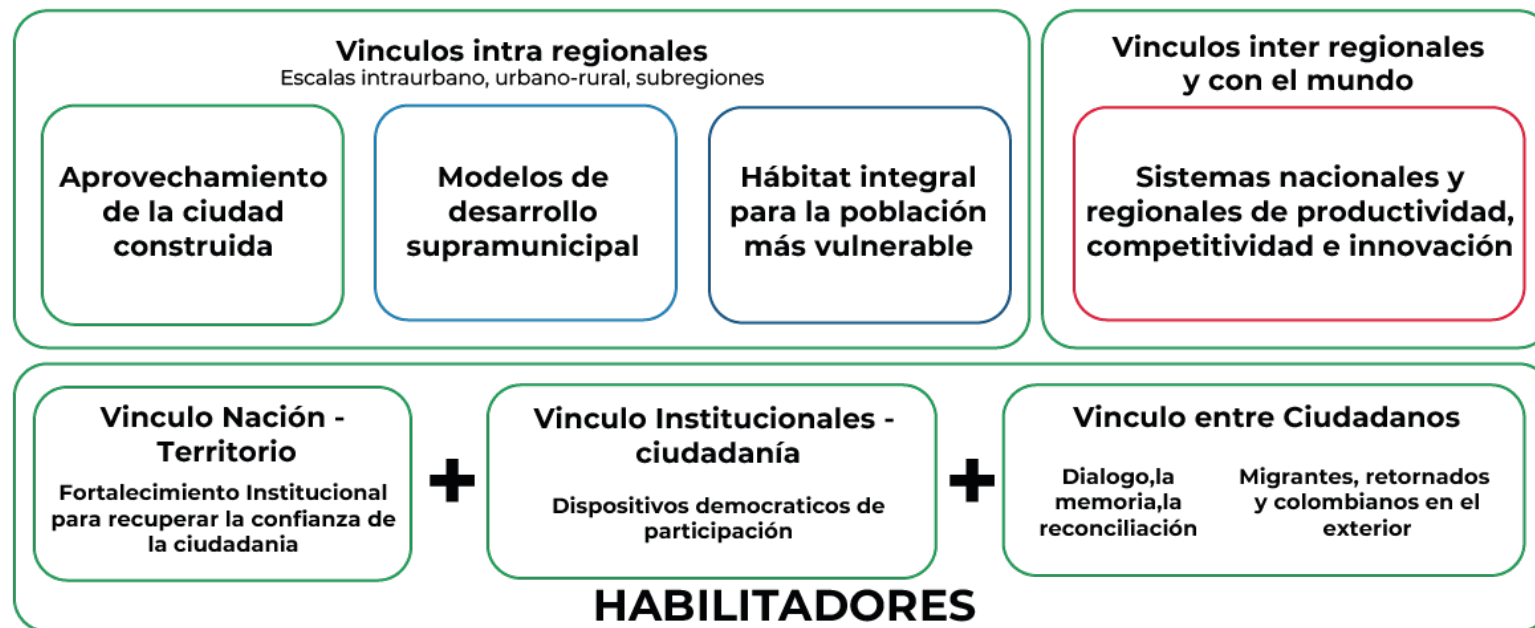 Vinculos intra regionales
Escalas intraurbano, urbano-rural, subregiones
Aprovechamiento
de la ciudad
construida
Modelos de
desarrollo
supramunicipal
Hábitat integral
para la población
más vulnerable
Vinculos inter regionales
y con el mundo
Sistemas nacionales y
regionales de productividad,
competitividad e innovación
Vinculo Nación -
Territorio
Fortalecimiento Institucional
para recuperar la confianza de
la ciudadania
+
Vinculo Institucionales -
ciudadanía
Dispositivos democraticos de
participación
+
Vinculo entre Ciudadanos
Dialogo,la
memoria,la
reconciliación
Migrantes, retornados
y colombianos en el
exterior
HABILITADORES